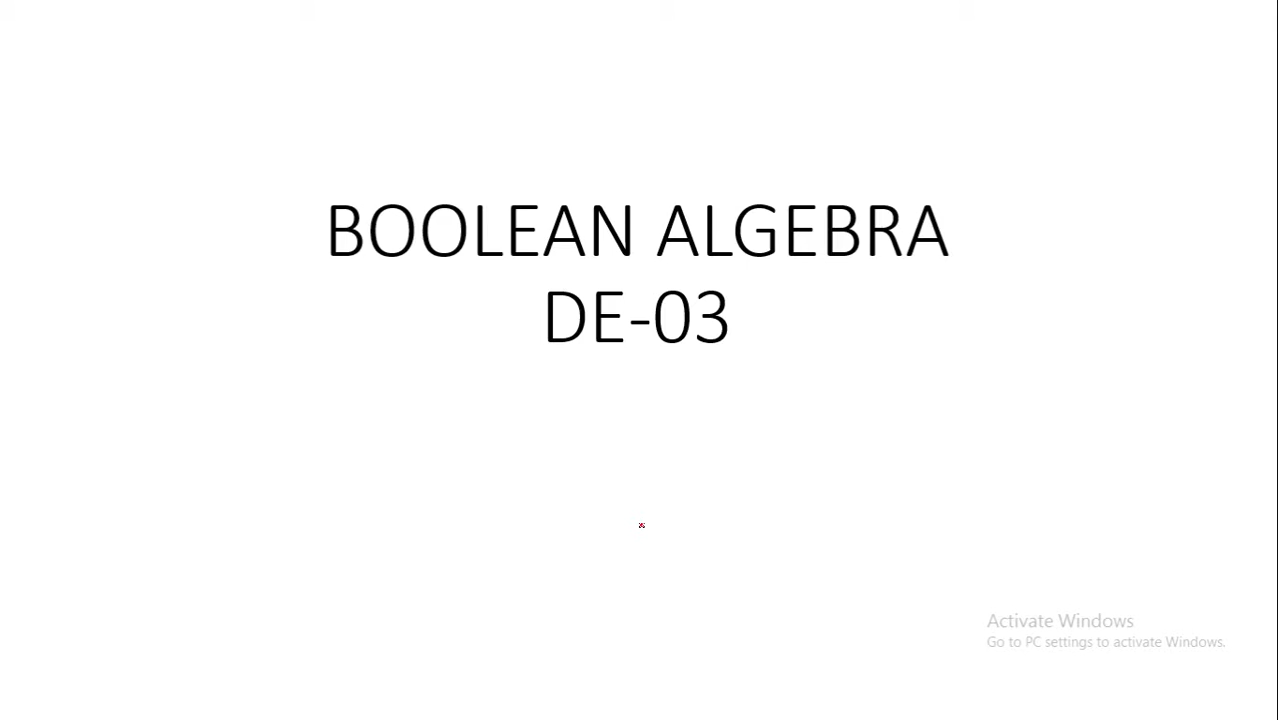 BOOLEAN ALGEBRA
DE-03
Activate Windows
Go to PC settings to activate Windows.